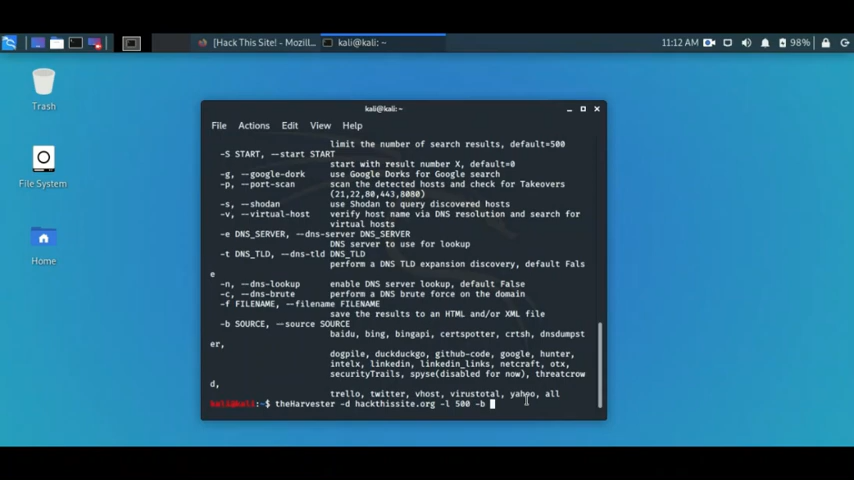 [Hack This Site! - Mozill...
kali@kali: ~
11:12 AM
98%
Trash
File System
Home
kali@kali: ~
File Actions Edit View Help
limit the number of search results, default=500
-S START, --start START
start with result number X, default=0
-g, --google-dork use Google Dorks for Google search
-p, --port-scan scan the detected hosts and check for Takeovers
(21,22,80,443,8080)
-s, --shodan use Shodan to query discovered hosts
-v, --virtual-host verify host name via DNS resolution and search for
virtual hosts
-e DNS_SERVER, --dns-server DNS_SERVER
DNS server to use for lookup
-t DNS_TLD, --dns-tld DNS_TLD
perform a DNS TLD expansion discovery, default Fals
e
-n, --dns-lookup enable DNS server lookup, default False
-c, --dns-brute perform a DNS brute force on the domain
-f FILENAME, --filename FILENAME
save the results to an HTML and/or XML file
-b SOURCE, --source SOURCE
baidu, bing, bingapi, certspotter, crtsh, dnsdumpst
er,
dogpile, duckduckgo, github-code, google, hunter,
intelx, linkedin, linkedin_links, netcraft, otx,
securityTrails, spyse(disabled for now), threatcrow
d,
trello, twitter, vhost, virustotal, yahoo, all
kali@kali:~$ theHarvester -d hackthissite.org -l 500 -b